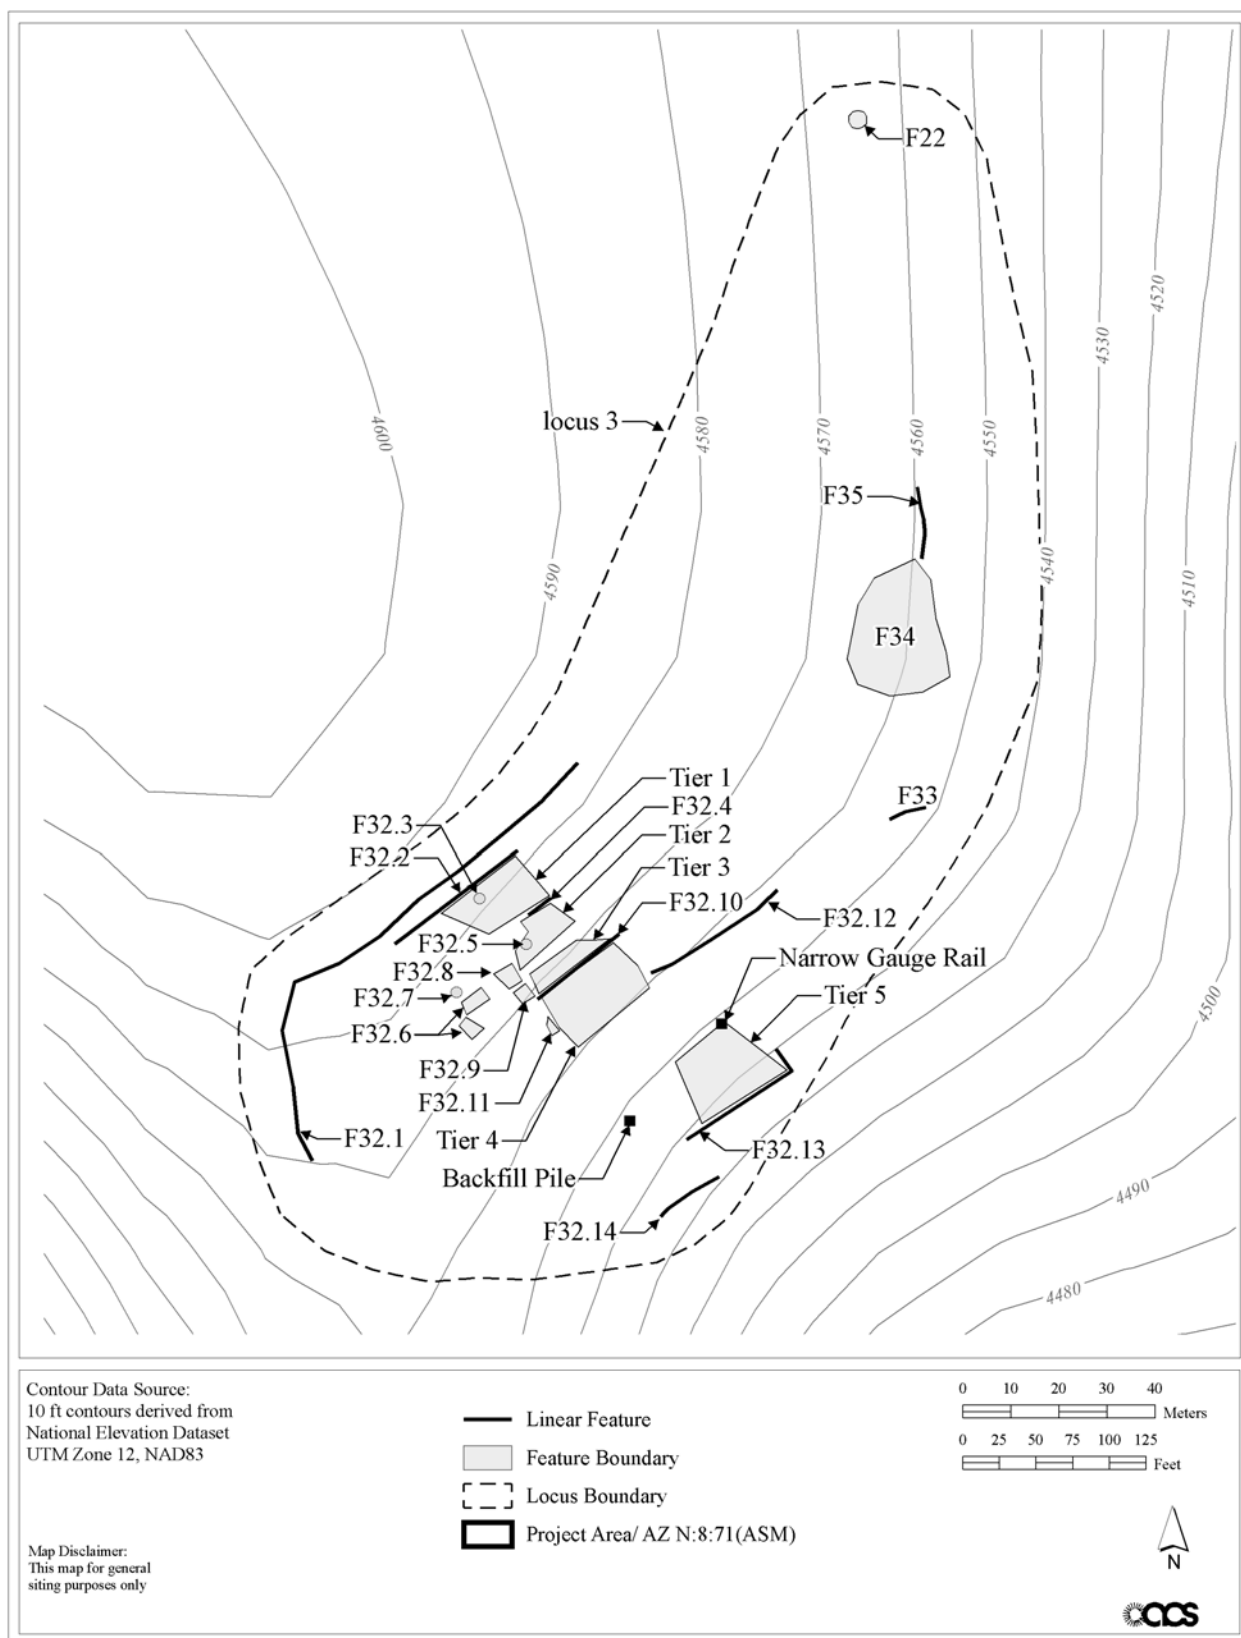 F22
4520
4530
locus 3
4600
4580
4570
4560
4550
F35
4540
4590
4510
F34
Tier 1
F32.4
F33
F32.3
Tier 2
F32.2
Tier 3
F32.10
F32.12
F32.5
Narrow Gauge Rail
F32.8
Tier 5
F32.7
4500
F32.6
F32.9
F32.11
F32.1
Tier 4
F32.13
Backfill Pile
4490
F32.14
4480
Contour Data Source:
10 ft contours derived from
National Elevation Dataset
UTM Zone 12, NAD83
Map Disclaimer:
This map for general
siting purposes only
Linear Feature
Feature Boundary
Locus Boundary
Project Area/ AZ N:8:71(ASM)
0 10 20 30 40
Meters
0 25 50 75 100 125
Feet
N
acs